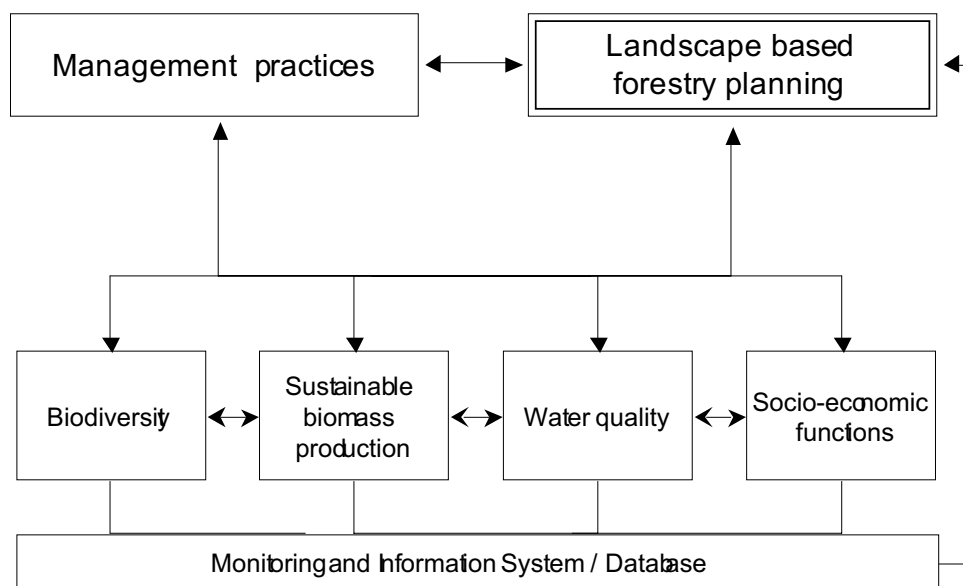 Management practices
Landscape based
forestry planning
Biodiversity
Sustainable
biomass
production
Water quality
Socio-economic
functions
Monitoring and Information System / Database